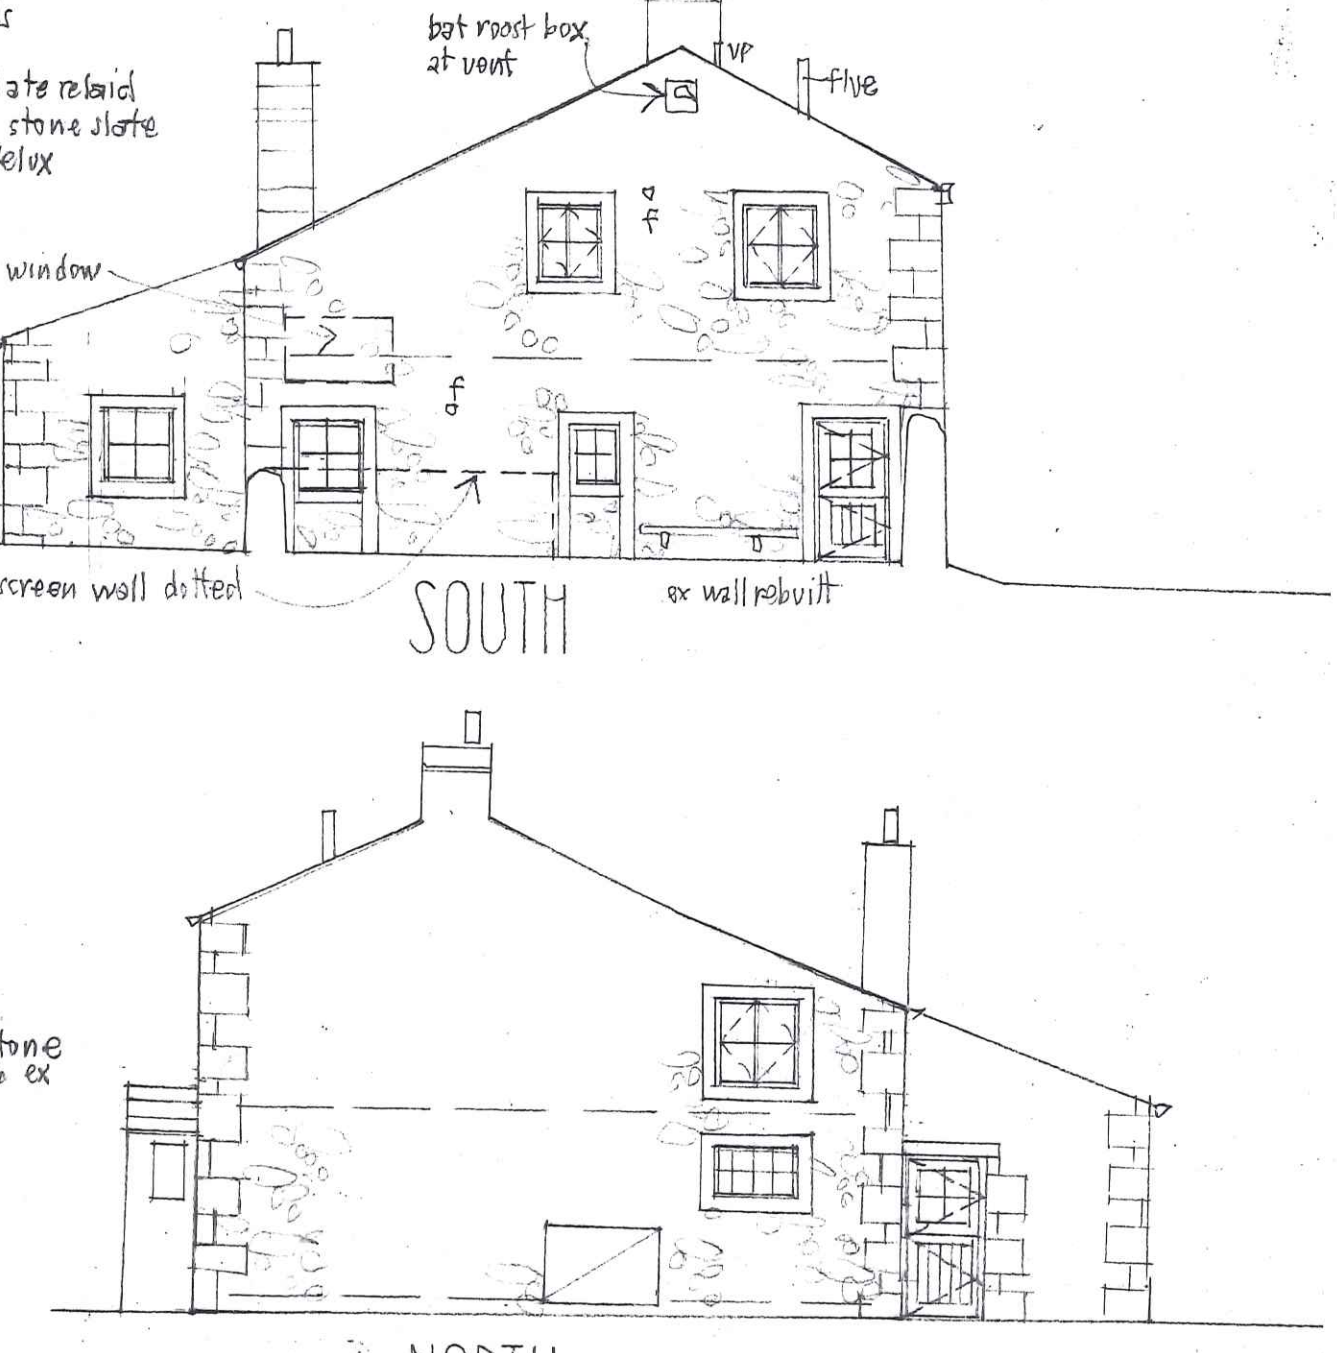 bat roost box
at vent
vp
flue
ate relaid
stone slate
elux
window
screen wall dotted
SOUTH
ex wall rebuilt
tone
ex
NORTH